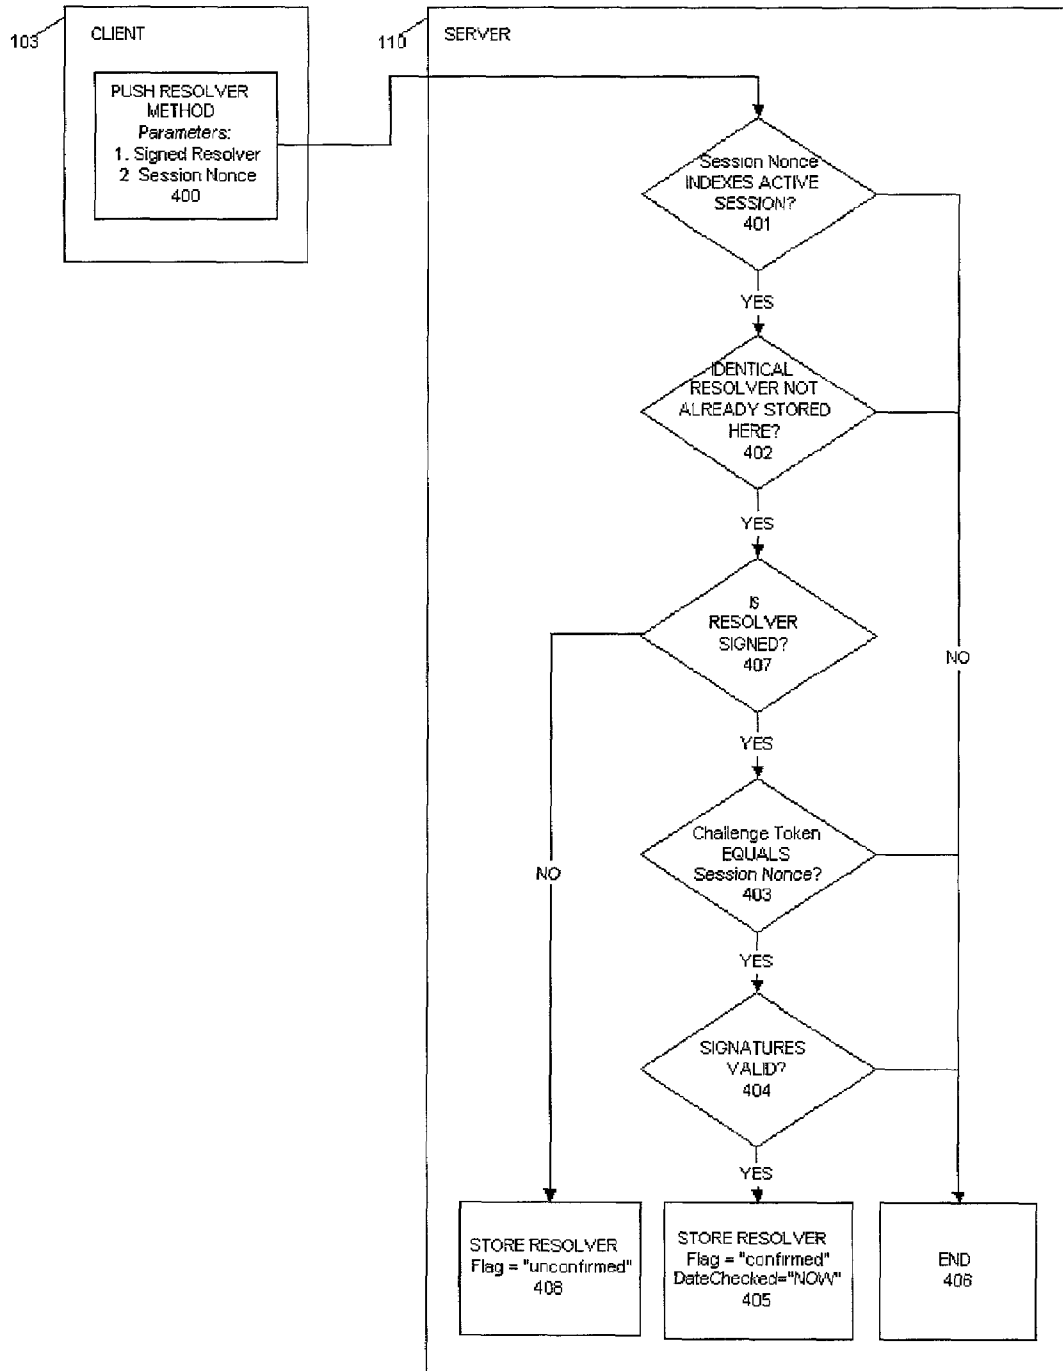 103
CLIENT
PUSH RESOLVER
METHOD
Parameters:
1. Signed Resolver
2 Session Nonce
400
110
SERVER
Session Nonce
INDEXES ACTIVE
SESSION?
401
YES
IDENTICAL
RESOLVER NOT
ALREADY STORED
HERE?
402
YES
IS
RESOLVER
SIGNED?
407
NO
YES
Challenge Token
EQUALS
Session Nonce?
403
NO
YES
SIGNATURES
VALID?
404
YES
STORE RESOLVER
Flag = "unconfirmed"
408
STORE RESOLVER
Flag = "confirmed"
DateChecked="NOW"
405
END
406